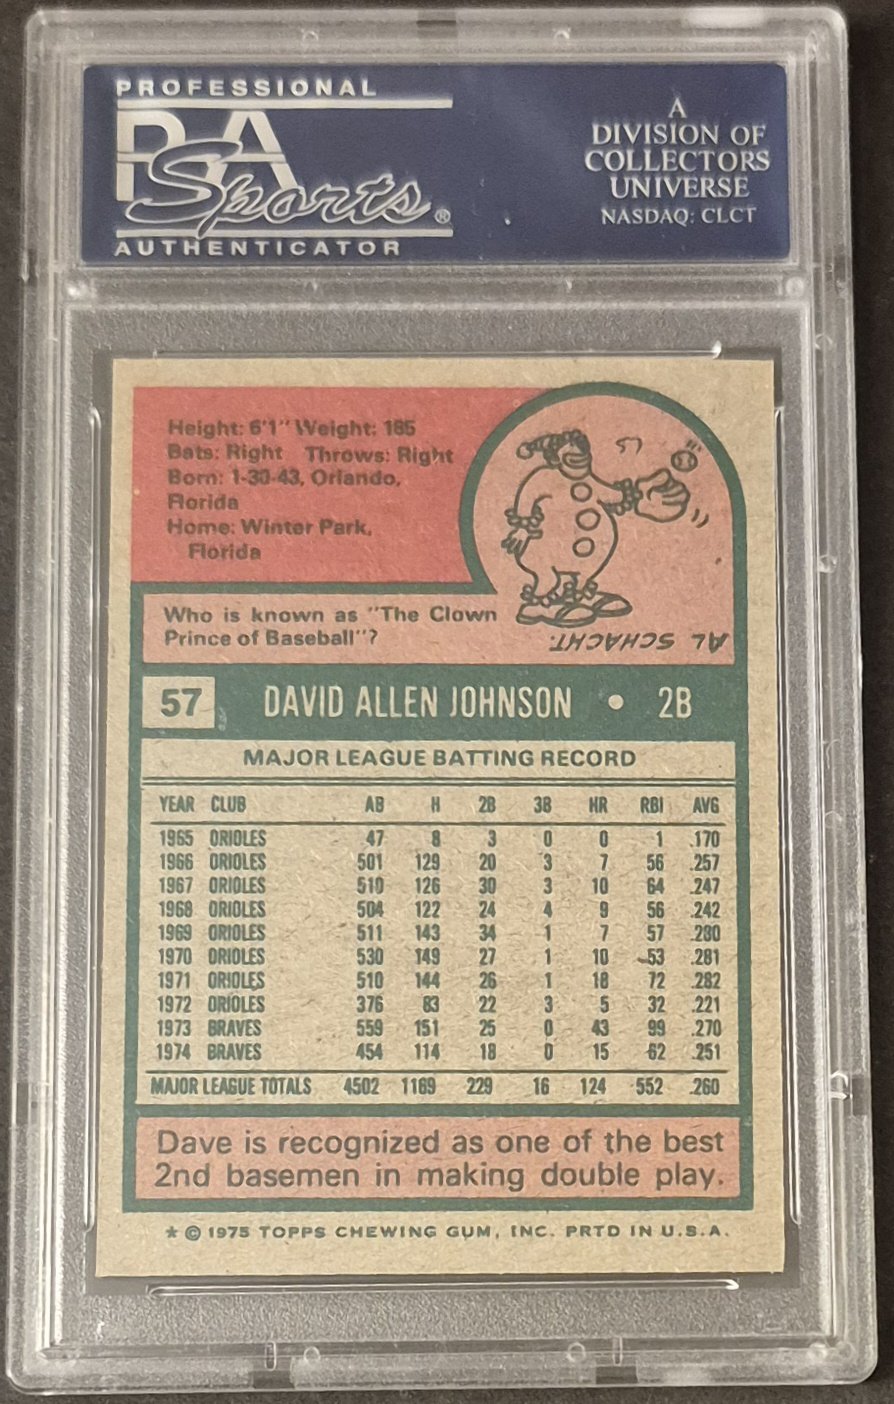 PROFESSIONAL
PSA
Sports®
AUTHENTICATOR
A
DIVISION OF
COLLECTORS
UNIVERSE
NASDAQ: CLCT
Height: 6'1" Weight: 185
Bats: Right Throws: Right
Born: 1-30-43, Orlando,
Florida
Home: Winter Park,
Florida
57
AL SCHACHT.
Who is known as "The Clown
Prince of Baseball"?
57 DAVID ALLEN JOHNSON • 2B
MAJOR LEAGUE BATTING RECORD
YEAR CLUB AB H 2B 3B HR RBI AVG
1965 ORIOLES 47 8 3 0 0 1 .170
1966 ORIOLES 501 129 20 3 7 56 .257
1967 ORIOLES 510 126 30 3 10 64 .247
1968 ORIOLES 504 122 24 4 9 56 .242
1969 ORIOLES 511 143 34 1 7 57 .280
1970 ORIOLES 530 149 27 1 10 53 .281
1971 ORIOLES 510 144 26 1 18 72 .282
1972 ORIOLES 376 83 22 3 5 32 .221
1973 BRAVES 559 151 25 0 43 99 .270
1974 BRAVES 454 114 18 0 15 62 .251
MAJOR LEAGUE TOTALS 4502 1169 229 16 124 552 .260
Dave is recognized as one of the best
2nd basemen in making double play.
★ © 1975 TOPPS CHEWING GUM, INC. PRTD IN U.S.A.